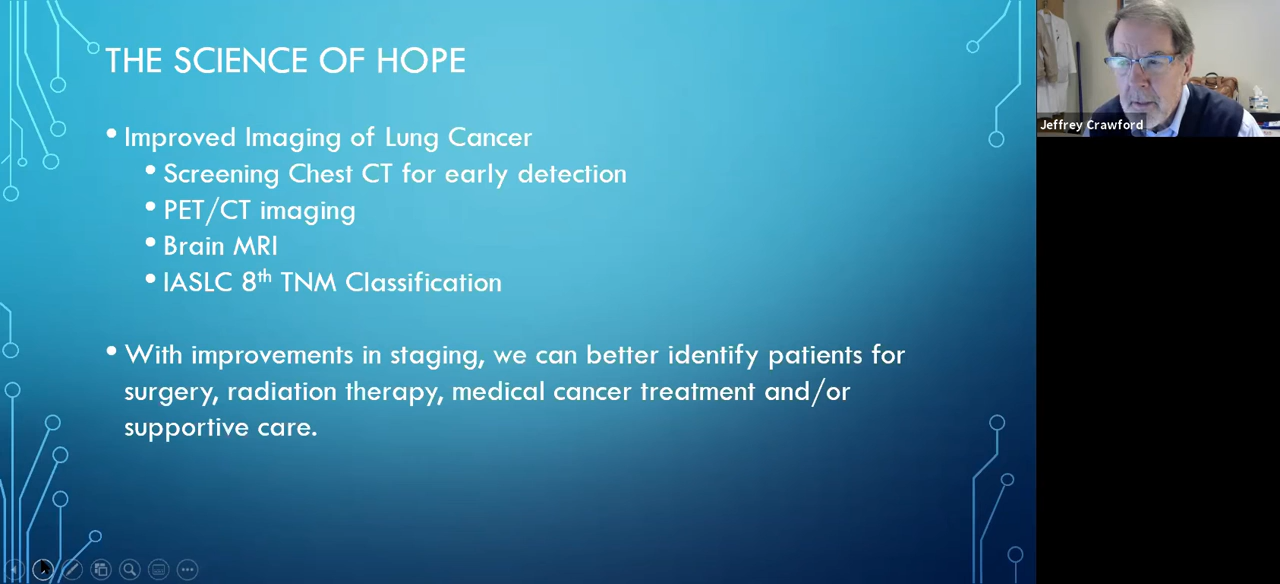 THE SCIENCE OF HOPE
• Improved Imaging of Lung Cancer
• Screening Chest CT for early detection
• PET/CT imaging
• Brain MRI
• IASLC 8th TNM Classification
• With improvements in staging, we can better identify patients for
surgery, radiation therapy, medical cancer treatment and/or
supportive care.
Jeffrey Crawford